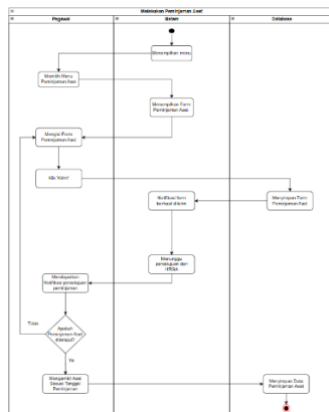 Melakukan Peminjaman Aset
Pegawai
Sistem
Database
Menampilkan menu
Memilih Menu
Peminjaman Aset
Menampilkan Form
Peminjaman Aset
Mengisi Form
Peminjaman Aset
Klik
Notifikasi form
berhasil dikirim
Menyimpan Form
Peminjaman Aset
Menunggu
persetujuan dari
Mendapatkan
Notifikasi persetujuan
peminjaman
Tidak
Apakah
Peminjaman Aset
disetujui?
Ya
Mengambil Aset
Sesuai Tanggal
Peminjaman
Menyimpan Data
Peminjaman Aset